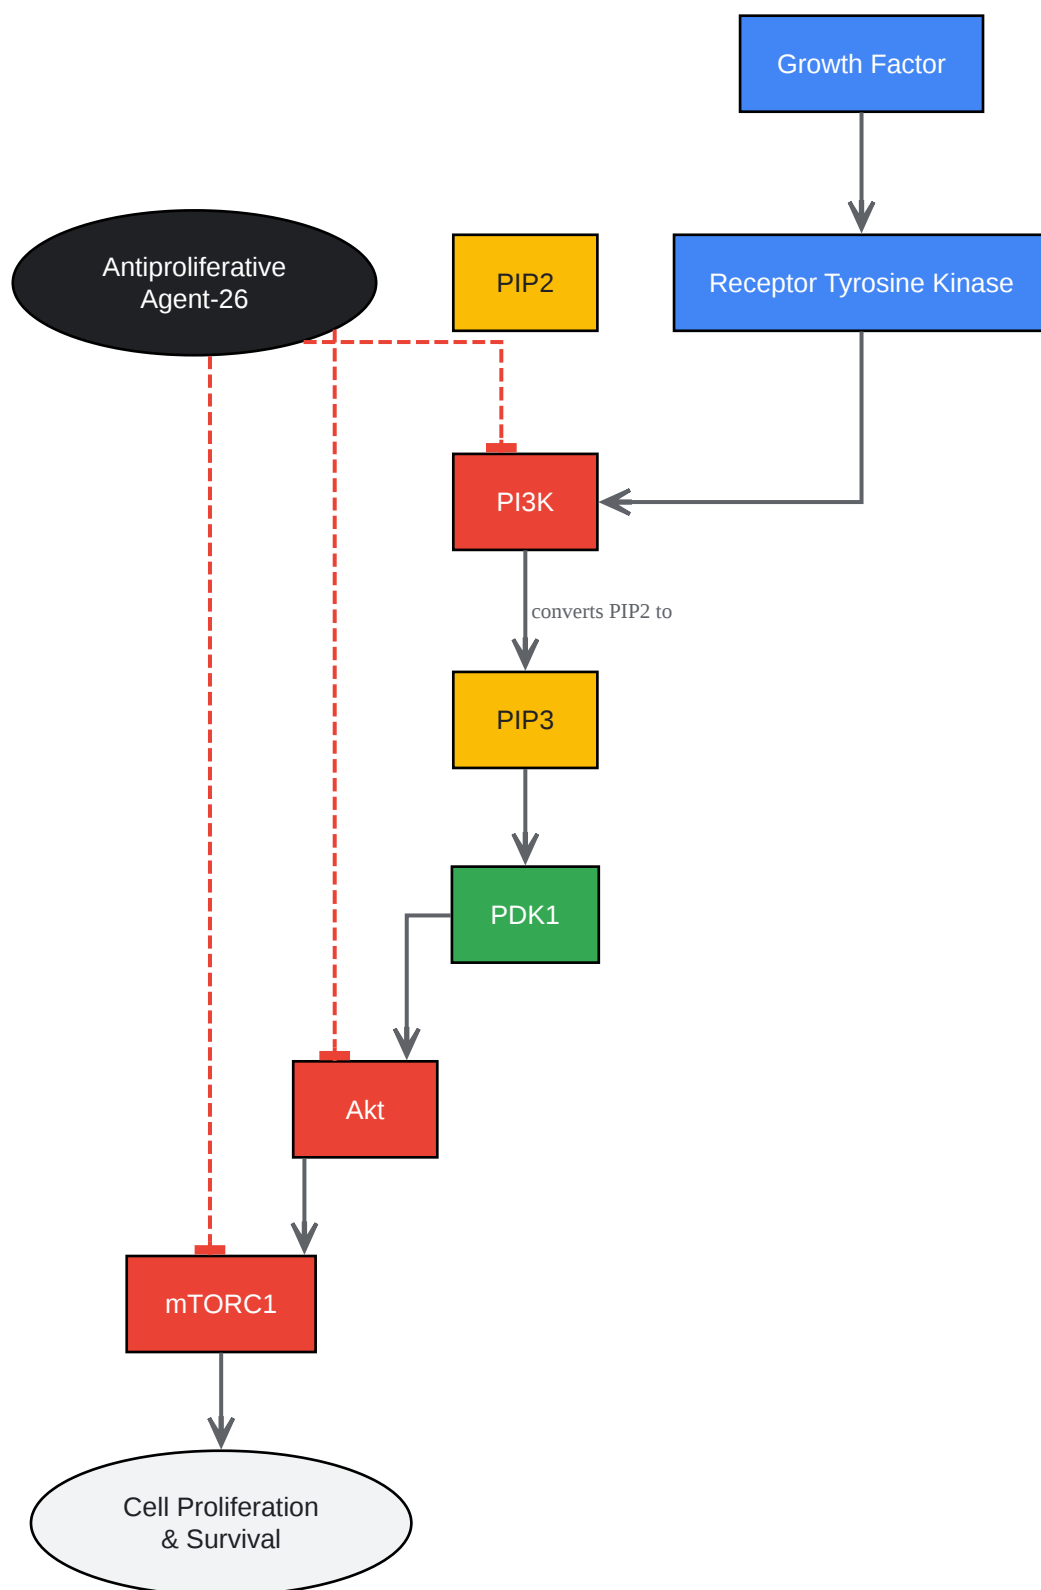 Growth Factor
Antiproliferative
Agent-26
PIP2
Receptor Tyrosine Kinase
PI3K
converts PIP2 to
PIP3
PDK1
Akt
mTORC1
Cell Proliferation
& Survival